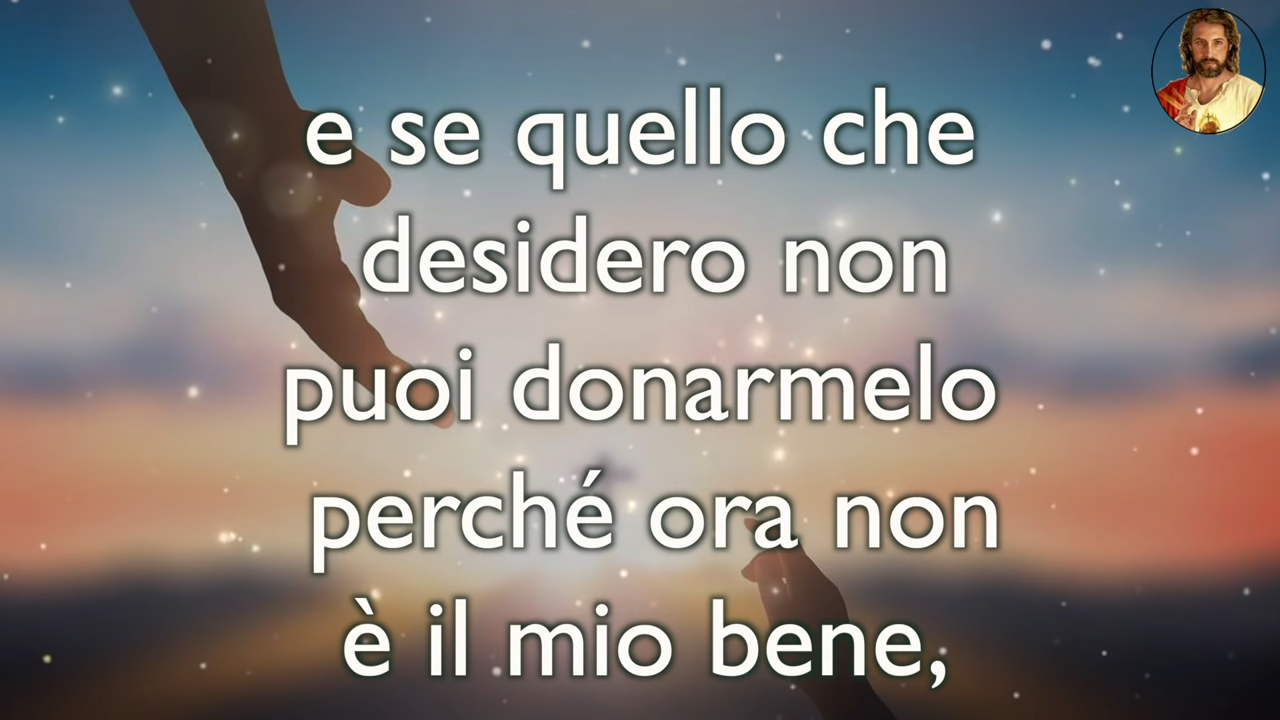 e se quello che
desidero non
puoi donarmelo
perché ora non
è il mio bene,